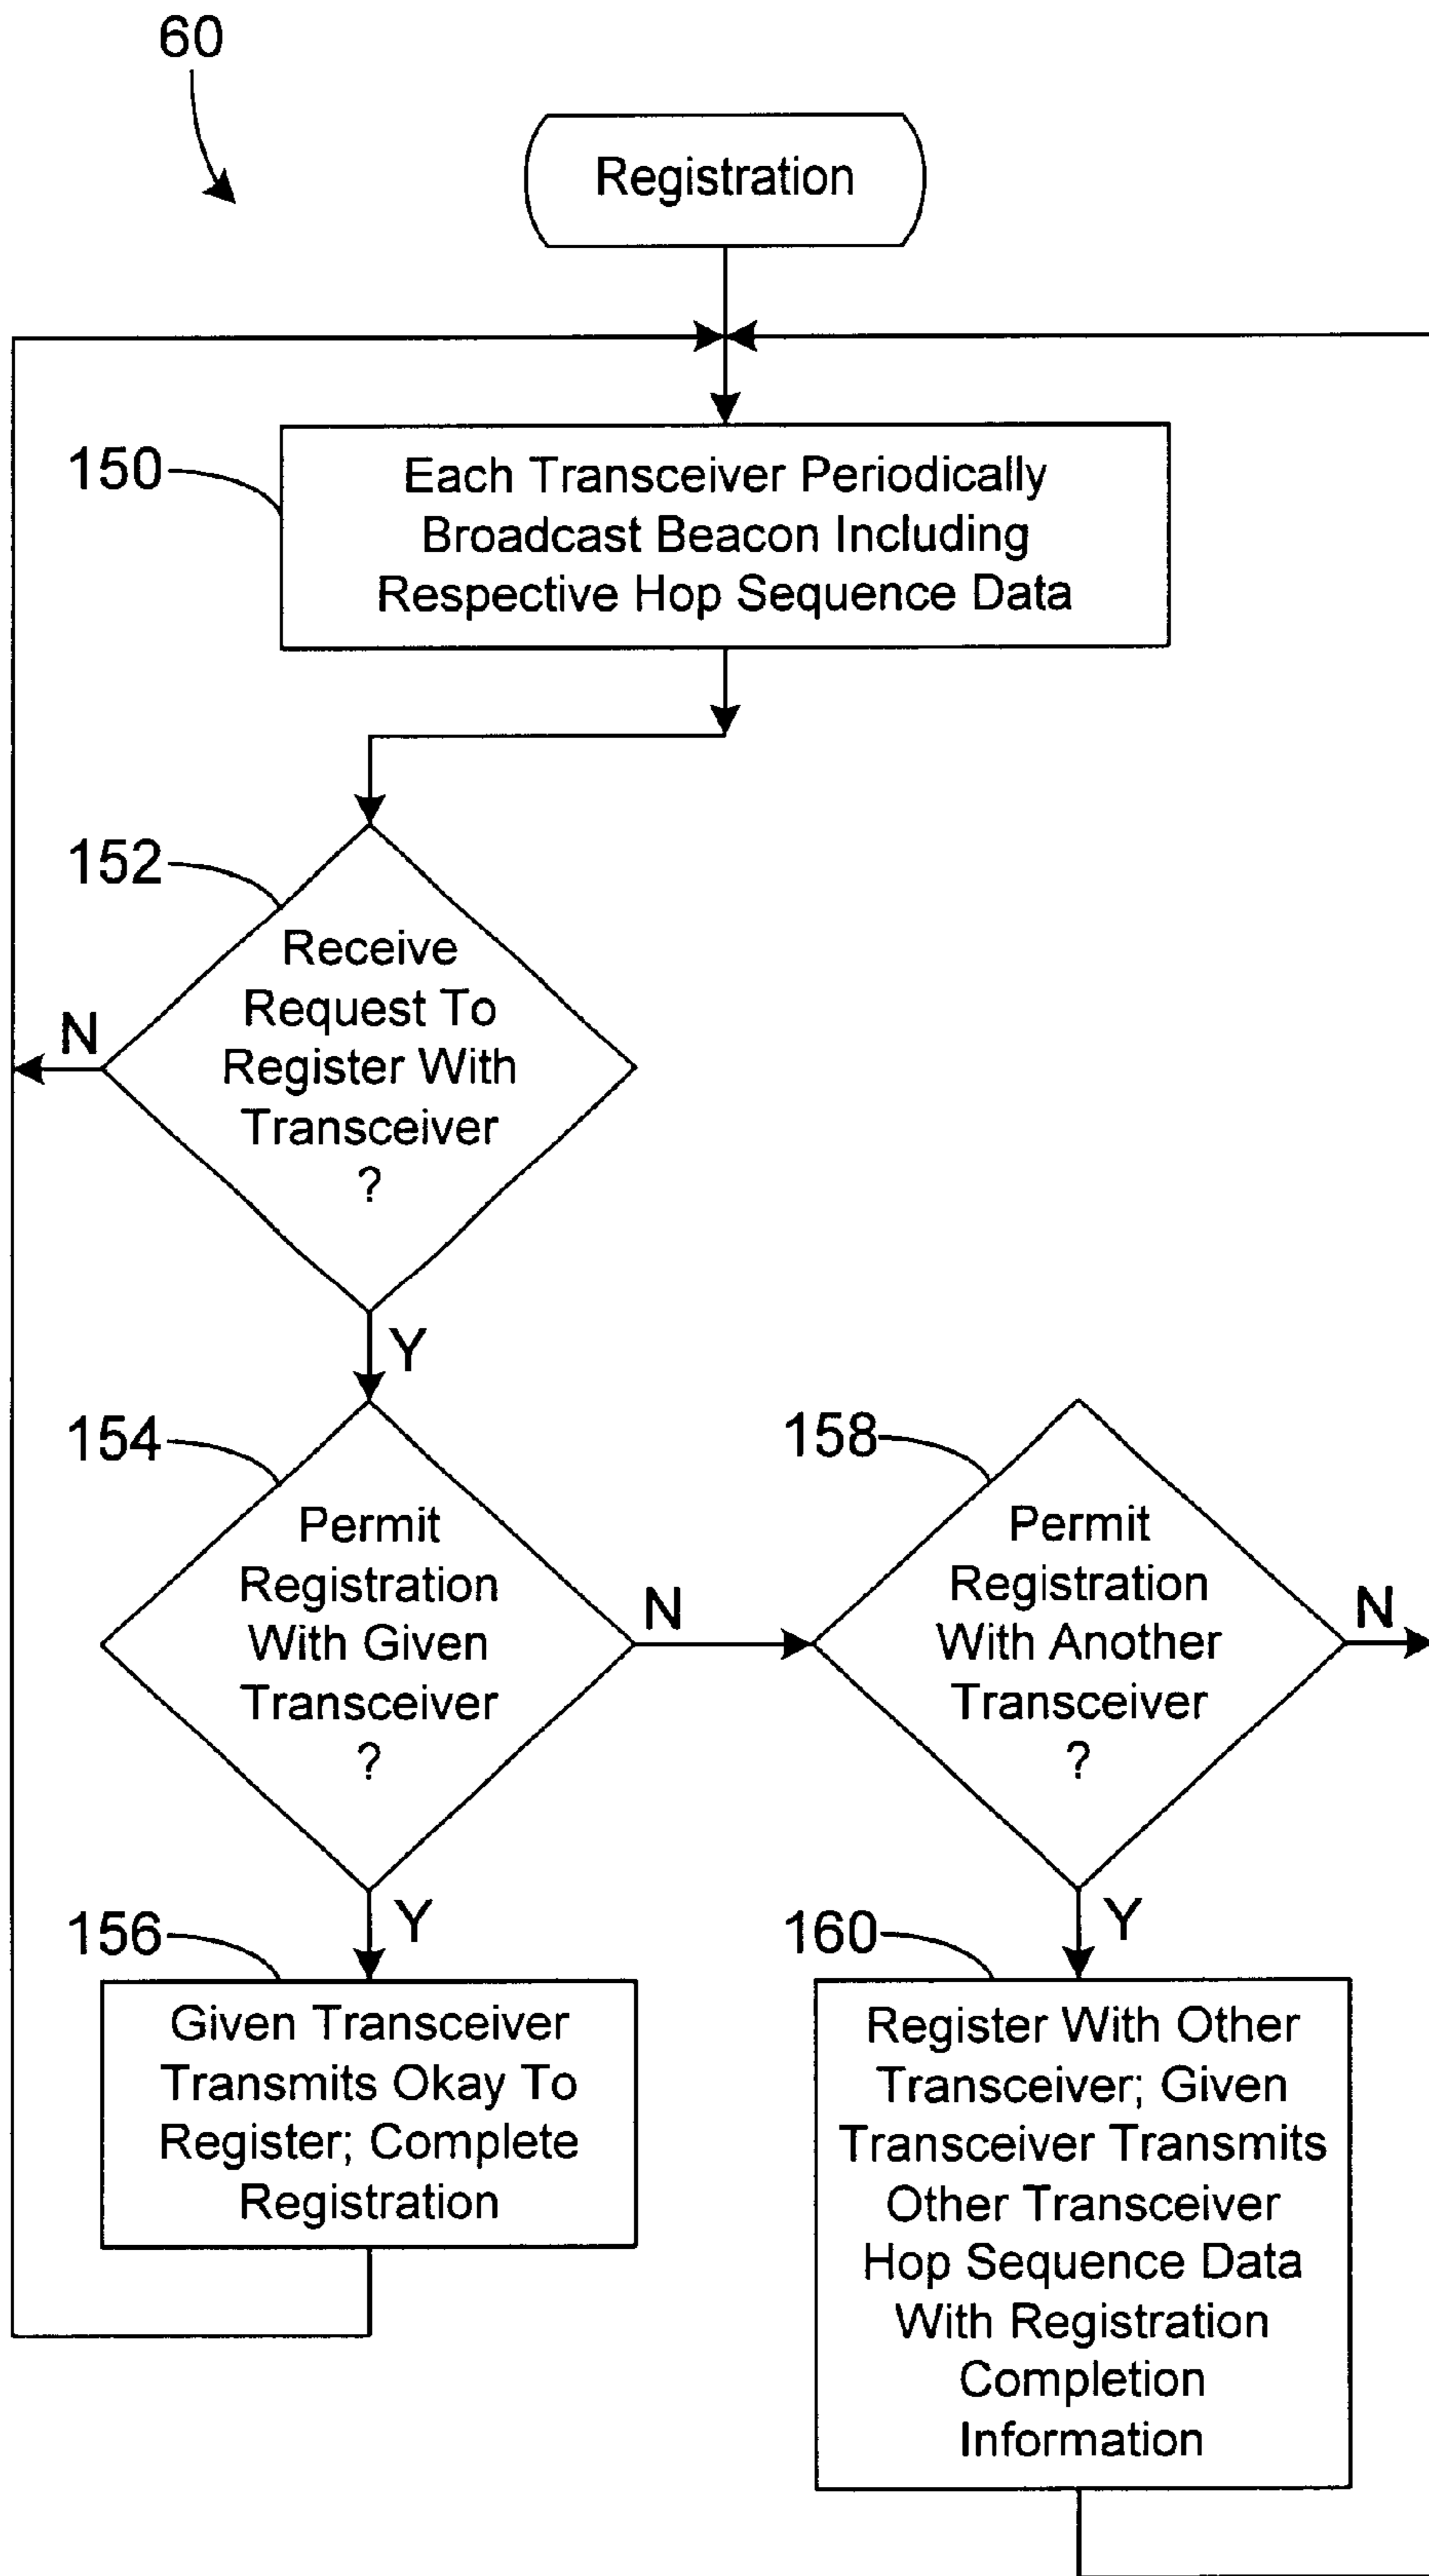 60
Registration
150
Each Transceiver Periodically
Broadcast Beacon Including
Respective Hop Sequence Data
152
Receive
Request To
Register With
Transceiver
?
N
Y
154
Permit
Registration
With Given
Transceiver
?
N
Y
158
Permit
Registration
With Another
Transceiver
?
N
Y
156
Given Transceiver
Transmits Okay To
Register; Complete
Registration
160
Register With Other
Transceiver; Given
Transceiver Transmits
Other Transceiver
Hop Sequence Data
With Registration
Completion
Information